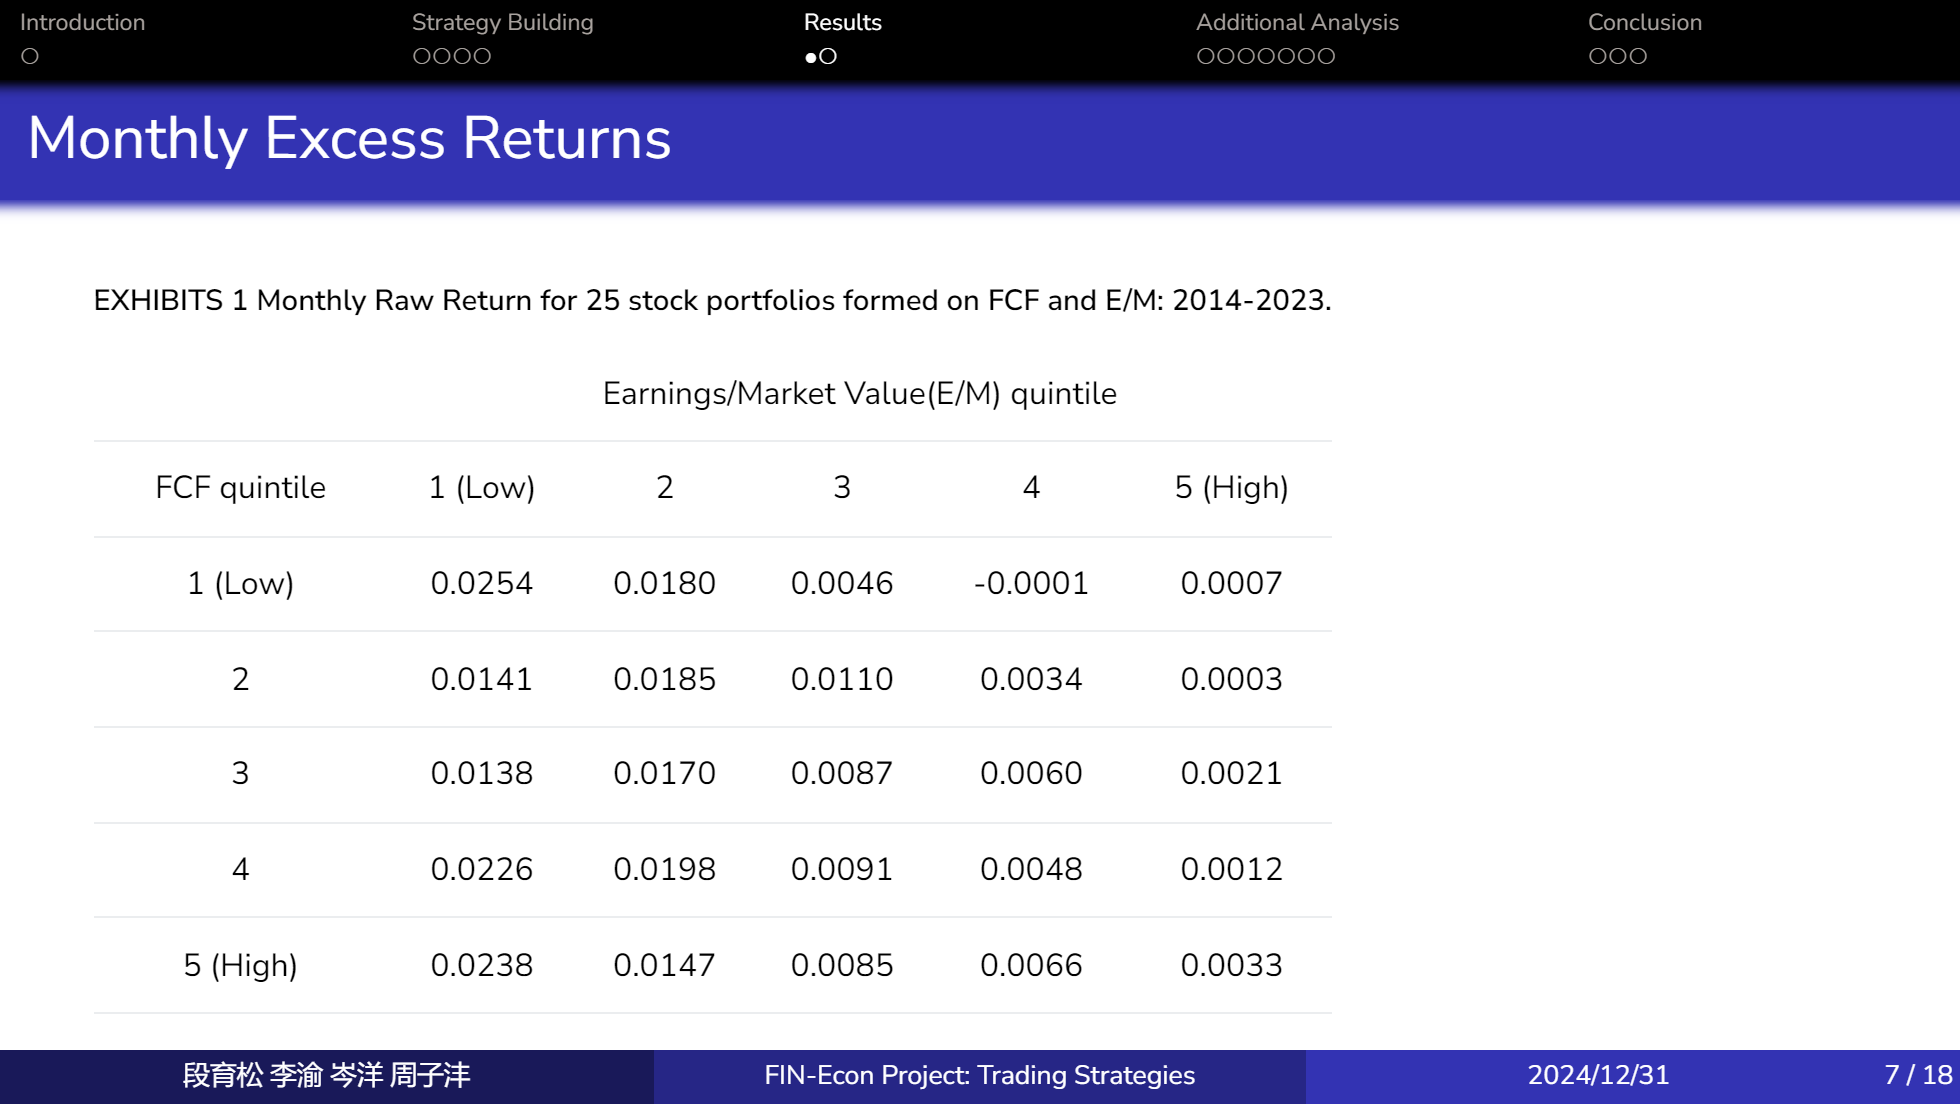 Introduction Strategy Building Results Additional Analysis Conclusion
Monthly Excess Returns
EXHIBITS 1 Monthly Raw Return for 25 stock portfolios formed on FCF and E/M: 2014-2023.
Earnings/Market Value(E/M) quintile
FCF quintile 1 (Low) 2 3 4 5 (High)
1 (Low) 0.0254 0.0180 0.0046 -0.0001 0.0007
2 0.0141 0.0185 0.0110 0.0034 0.0003
3 0.0138 0.0170 0.0087 0.0060 0.0021
4 0.0226 0.0198 0.0091 0.0048 0.0012
5 (High) 0.0238 0.0147 0.0085 0.0066 0.0033
段育松 李渝 岑洋 周子沣 FIN-Econ Project: Trading Strategies 2024/12/31 7 / 18